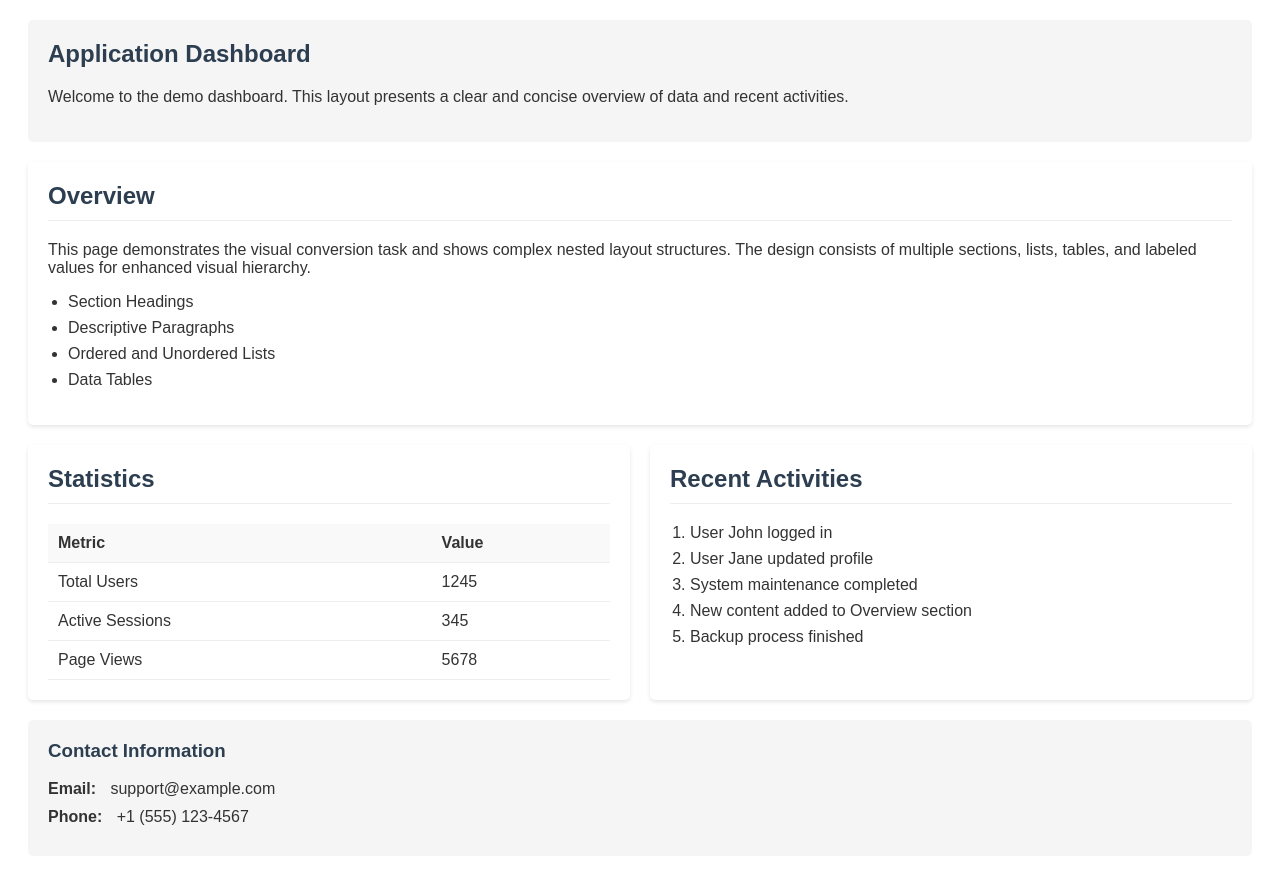 Application Dashboard
Welcome to the demo dashboard. This layout presents a clear and concise overview of data and recent activities.
Overview
This page demonstrates the visual conversion task and shows complex nested layout structures. The design consists of multiple sections, lists, tables, and labeled
values for enhanced visual hierarchy.
• Section Headings
• Descriptive Paragraphs
• Ordered and Unordered Lists
• Data Tables
Statistics
Metric Value
Total Users 1245
Active Sessions 345
Page Views 5678
Recent Activities
1. User John logged in
2. User Jane updated profile
3. System maintenance completed
4. New content added to Overview section
5. Backup process finished
Contact Information
Email: support@example.com
Phone: +1 (555) 123-4567